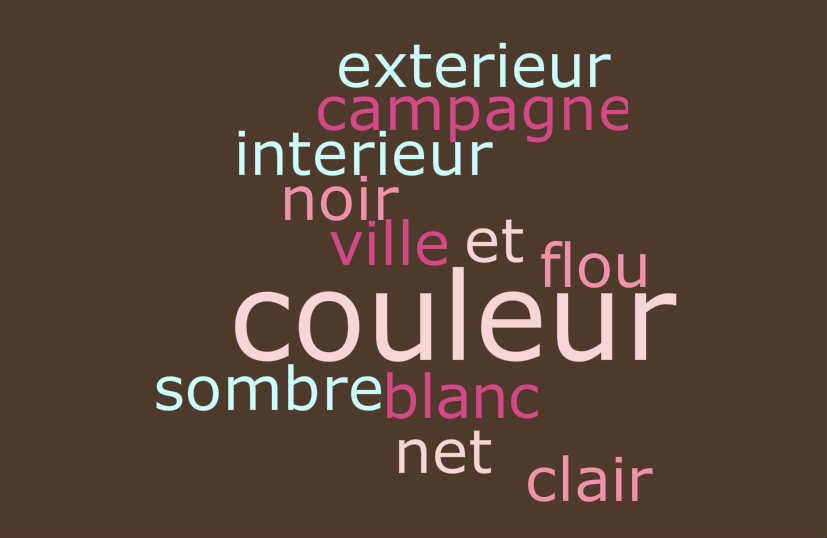 exterieur
campagne
interieur
noir
ville et
flou
couleur
sombre blanc
net
clair